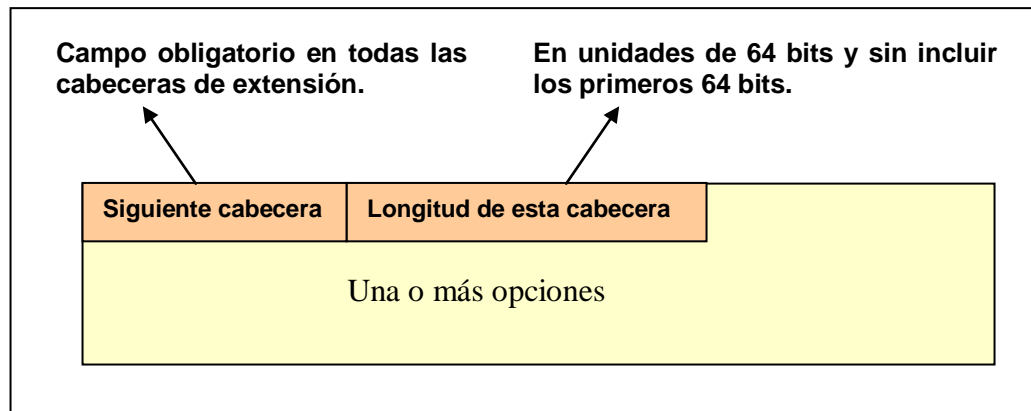 Campo obligatorio en todas las
cabeceras de extensión.
En unidades de 64 bits y sin incluir
los primeros 64 bits.
Siguiente cabecera
Longitud de esta cabecera
Una o más opciones